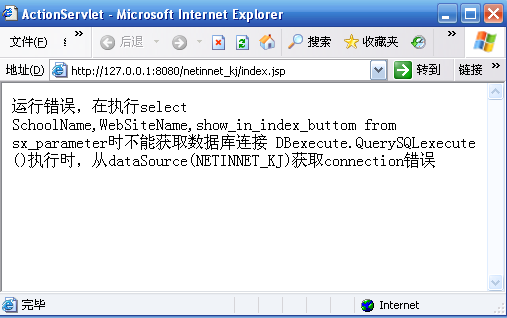 ActionServlet - Microsoft Internet Explorer
文件(F) » 后退 » 搜索 收藏夹 »
地址(D) http://127.0.0.1:8080/netinnet_kj/index.jsp 转到 链接 »
运行错误，在执行select
SchoolName,WebSiteName,show_in_index_buttom from
sx_parameter时不能获取数据库连接 DBexecute.QuerySQLexecute
()执行时，从dataSource(NETINNET_KJ)获取connection错误
完毕 Internet